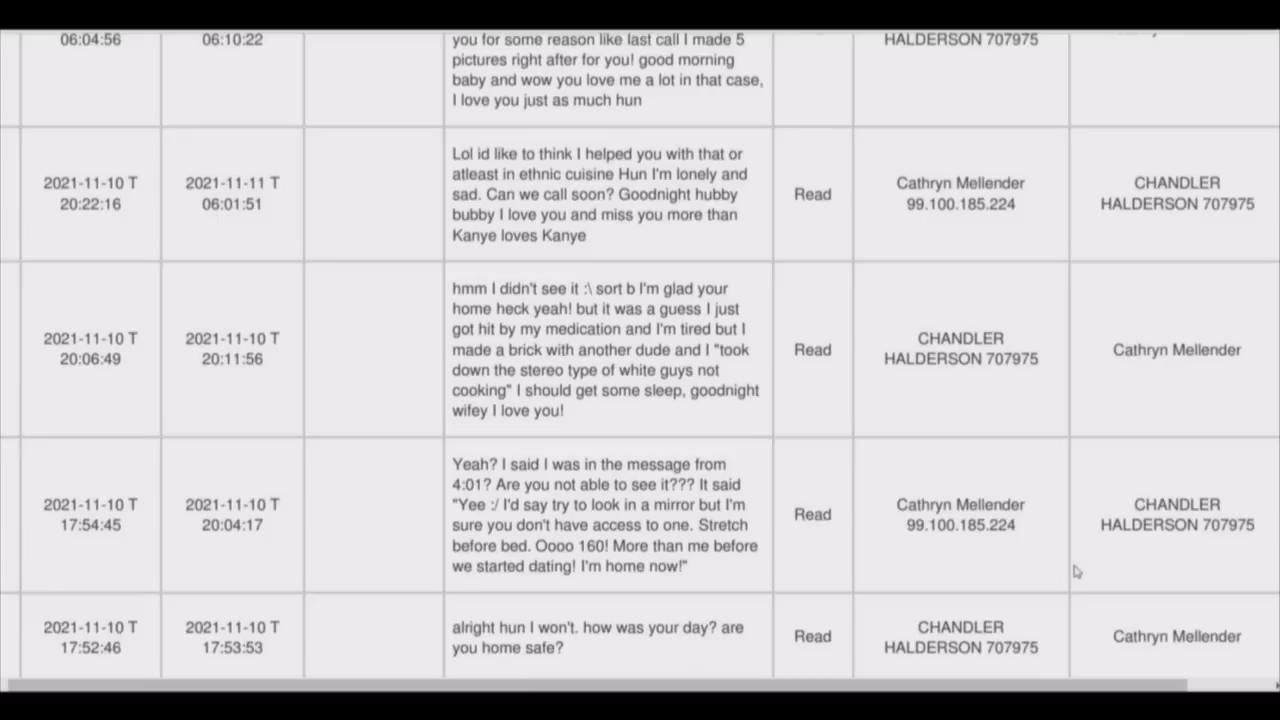 06:04:56 06:10:22 you for some reason like last call I made 5 HALDERSON 707975
pictures right after for you! good morning
baby and wow you love me a lot in that case,
I love you just as much hun
2021-11-10 T
20:22:16
2021-11-11 T
06:01:51
Lol id like to think I helped you with that or
atleast in ethnic cuisine Hun I'm lonely and
sad. Can we call soon? Goodnight hubby
bubby I love you and miss you more than
Kanye loves Kanye
Read
Cathryn Mellender
99.100.185.224
CHANDLER
HALDERSON 707975
2021-11-10 T
20:06:49
2021-11-10 T
20:11:56
hmm I didn't see it :\ sort b I'm glad your
home heck yeah! but it was a guess I just
got hit by my medication and I'm tired but I
made a brick with another dude and I "took
down the stereo type of white guys not
cooking" I should get some sleep, goodnight
wifey I love you!
Read
CHANDLER
HALDERSON 707975
Cathryn Mellender
2021-11-10 T
17:54:45
2021-11-10 T
20:04:17
Yeah? I said I was in the message from
4:01? Are you not able to see it??? It said
"Yee :/ I'd say try to look in a mirror but I'm
sure you don't have access to one. Stretch
before bed. Oooo 160! More than me before
we started dating! I'm home now!"
Read
Cathryn Mellender
99.100.185.224
CHANDLER
HALDERSON 707975
2021-11-10 T
17:52:46
2021-11-10 T
17:53:53
alright hun I won't. how was your day? are
you home safe?
Read
CHANDLER
HALDERSON 707975
Cathryn Mellender